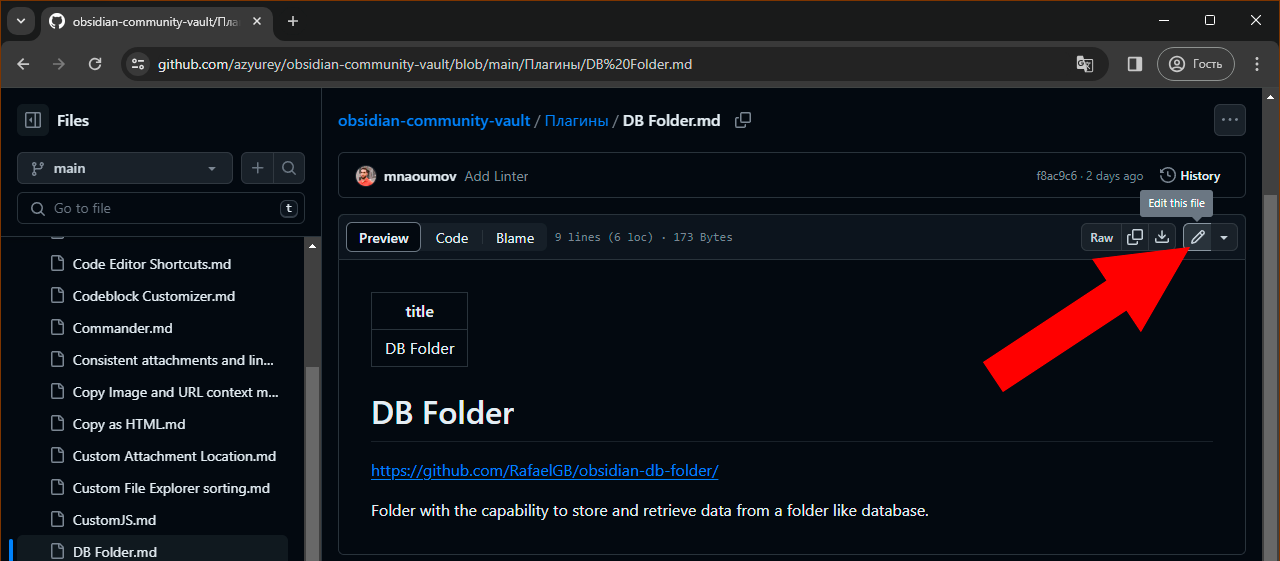 obsidian-community-vault/Пла
github.com/azyurey/obsidian-community-vault/blob/main/Плагины/DB%20Folder.md
Гость
Files
main
Go to file
t
Code Editor Shortcuts.md
Codeblock Customizer.md
Commander.md
Consistent attachments and lin...
Copy Image and URL context m...
Copy as HTML.md
Custom Attachment Location.md
Custom File Explorer sorting.md
CustomJS.md
DB Folder.md
obsidian-community-vault / Плагины / DB Folder.md
mnaoumov Add Linter
f8ac9c6 · 2 days ago
History
Edit this file
Preview
Code
Blame
9 lines (6 loc) · 173 Bytes
Raw
title
DB Folder
DB Folder
https://github.com/RafaelGB/obsidian-db-folder/
Folder with the capability to store and retrieve data from a folder like database.